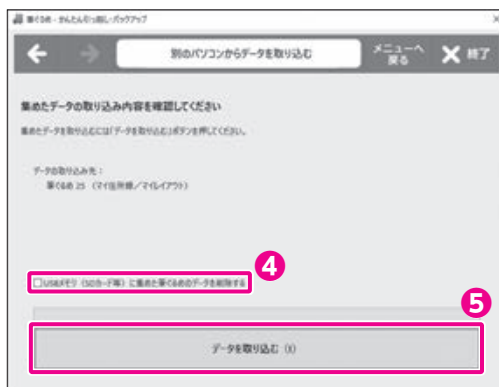 筆ぐるめ - かんたん引っ越し・バックアップ
別のパソコンからデータを取り込む
メニューへ
戻る
終了
集めたデータの取り込み内容を確認してください
集めたデータを取り込むには「データを取り込む」ボタンを押してください。
データの取り込み先：
筆ぐるめ 25 （マイ住所録／マイレイアウト）
4
□USBメモリ（SDカード等）に集めた筆ぐるめのデータを削除する
5
データを取り込む（X）